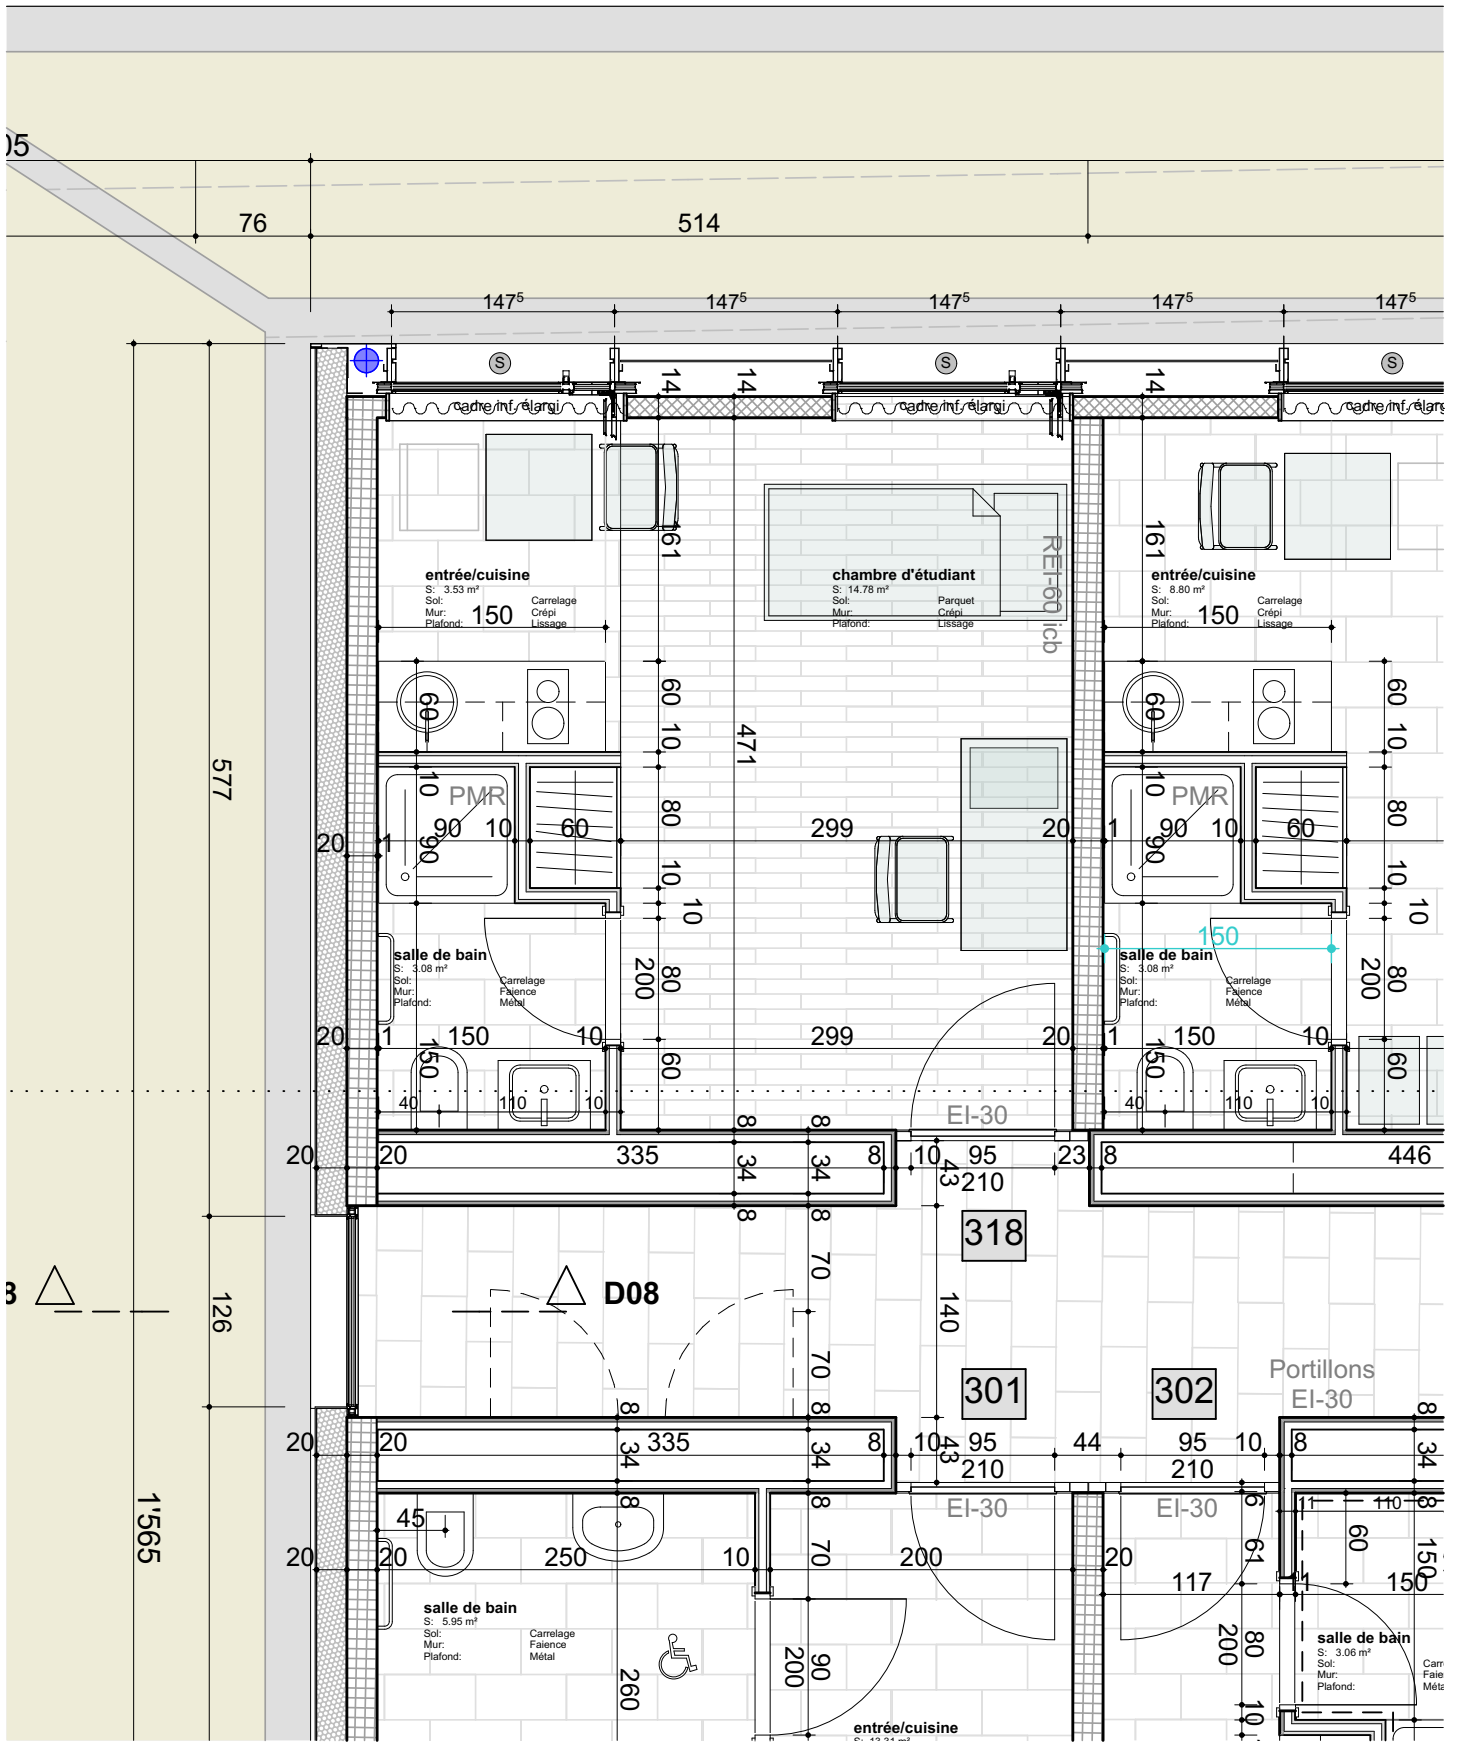 05
76
514
147⁵
147⁵
147⁵
147⁵
147⁵
S
S
S
14
14
14
cadre inf. élargi
cadre inf. élargi
161
161
entrée/cuisine
S: 3.53 m²
Sol: Carrelage
Mur: Crépi
Plafond: Lissage
150
chambre d'étudiant
S: 14.78 m²
Sol: Parquet
Mur: Crépi
Plafond: Lissage
REI-60 icb
entrée/cuisine
S: 8.80 m²
Sol: Carrelage
Mur: Crépi
Plafond: Lissage
150
60
60
10
471
60
60
10
577
10
PMR
80
10
PMR
80
20
1
90
10
60
299
20
1
90
10
60
90
90
10
10
10
10
150
salle de bain
S: 3.08 m²
Sol: Carrelage
Mur: Faïence
Plafond: Métal
80
200
salle de bain
S: 3.08 m²
Sol: Carrelage
Mur: Faïence
Plafond: Métal
80
200
20
1
150
10
299
20
1
150
10
150
60
150
60
40
110
10
40
110
10
EI-30
8
8
20
20
335
34
34
8
10
95
210
43
23
8
446
8
8
318
70
D08
126
140
70
301
302
Portillons
EI-30
8
8
8
20
20
335
34
34
8
10
43
95
210
44
95
210
10
8
34
8
8
8
EI-30
EI-30
6
11
110
45
1'565
20
20
250
10
70
200
20
61
60
150
117
1
150
salle de bain
S: 5.95 m²
Sol: Carrelage
Mur: Faïence
Plafond: Métal
260
90
200
80
200
salle de bain
S: 3.06 m²
Sol:
Mur:
Plafond:
10
entrée/cuisine